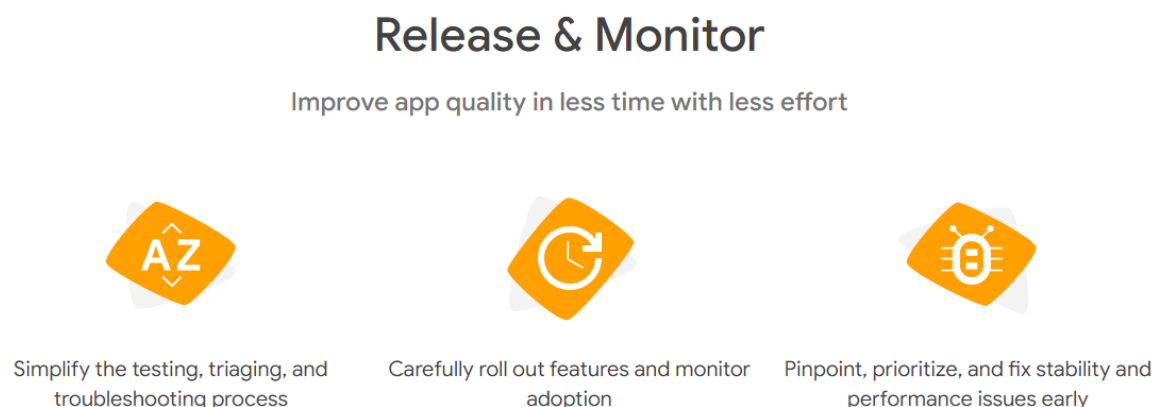 Release & Monitor
Improve app quality in less time with less effort
AZ
Simplify the testing, triaging, and
troubleshooting process
Carefully roll out features and monitor
adoption
Pinpoint, prioritize, and fix stability and
performance issues early